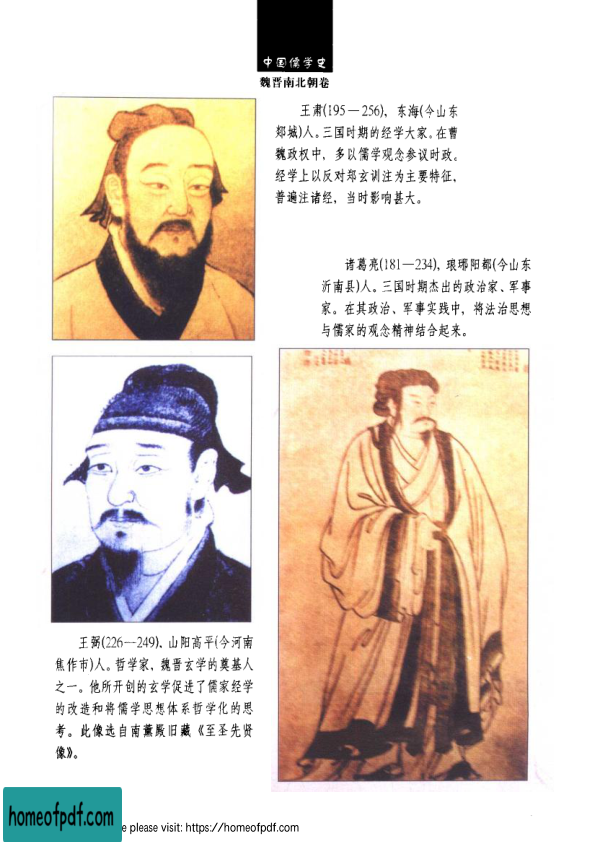 中国儒学史
魏晋南北朝卷
王肃(195—256)，东海(今山东
郯城)人。三国时期的经学大家。在曹
魏政权中，多以儒学观念参议时政。
经学上以反对郑玄训注为主要特征，
普遍注诸经，当时影响甚大。
诸葛亮(181—234)，琅琊阳都(今山东
沂南县)人。三国时期杰出的政治家、军事
家。在其政治、军事实践中，将法治思想
与儒家的观念精神结合起来。
王弼(226—249)、山阳高平(今河南
焦作市)人。哲学家，魏晋玄学的奠基人
之一。他所开创的玄学促进了儒家经学
的改造和将儒学思想体系哲学化的思
考。此像选自南薰殿旧藏《至圣先贤
像》。
homeofpdf.com
e please visit: https://homeofpdf.com